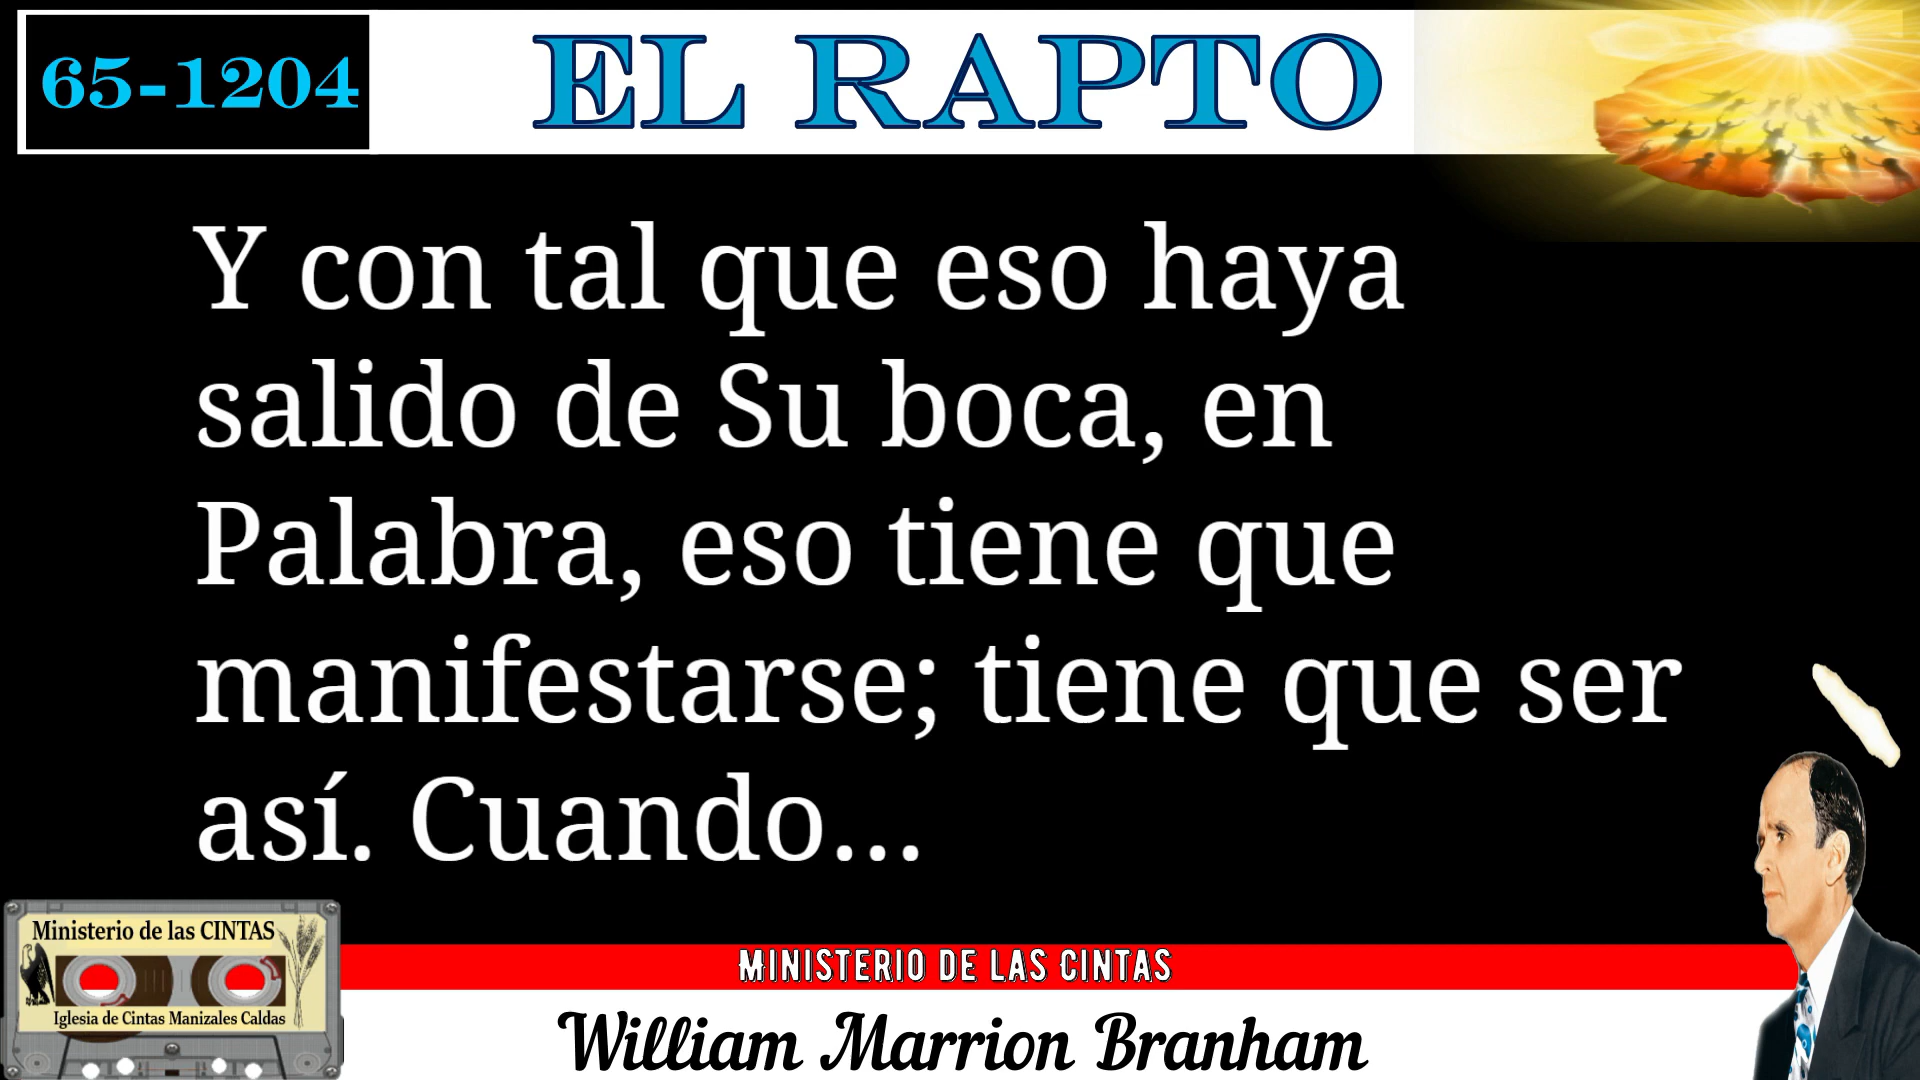 65-1204
EL RAPTO
Y con tal que eso haya
salido de Su boca, en
Palabra, eso tiene que
manifestarse; tiene que ser
así. Cuando...
Ministerio de las CINTAS
Iglesia de Cintas Manizales Caldas
MINISTERIO DE LAS CINTAS
William Marrion Branham